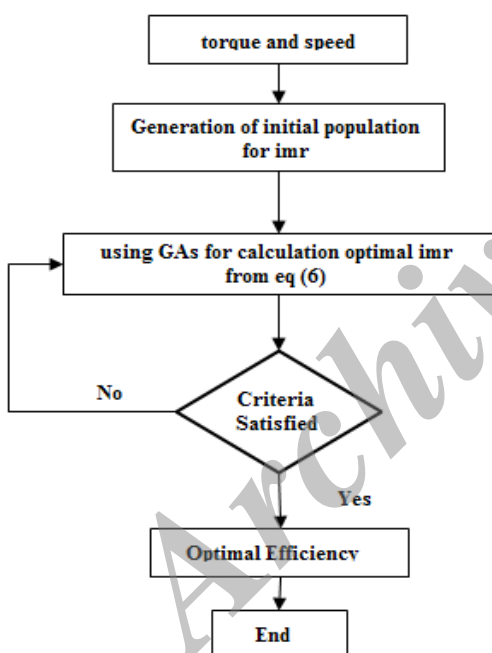 torque and speed
Generation of initial population
for imr
using GAs for calculation optimal imr
from eq (6)
No
Criteria
Satisfied
Yes
Optimal Efficiency
End
Archiv